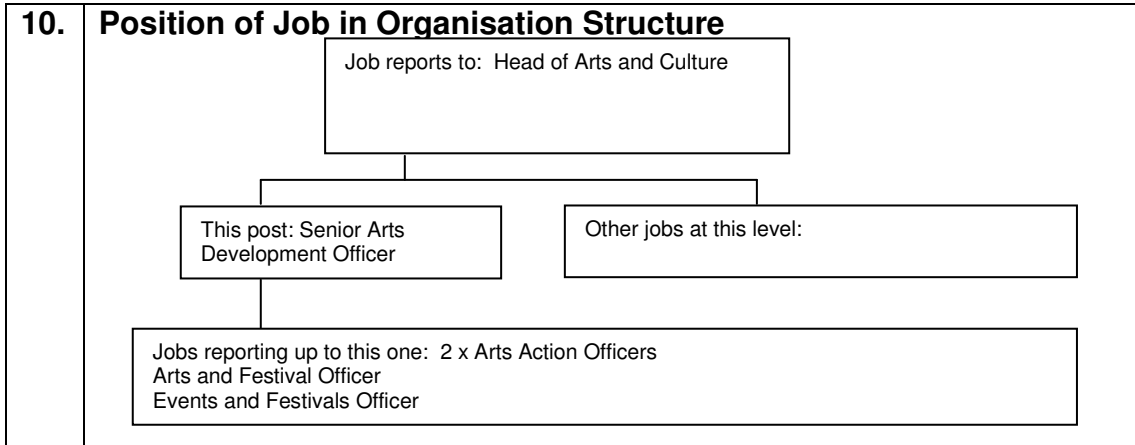 10. Position of Job in Organisation Structure
Job reports to:  Head of Arts and Culture
This post: Senior Arts
Development Officer
Other jobs at this level:
Jobs reporting up to this one:  2 x Arts Action Officers
Arts and Festival Officer
Events and Festivals Officer